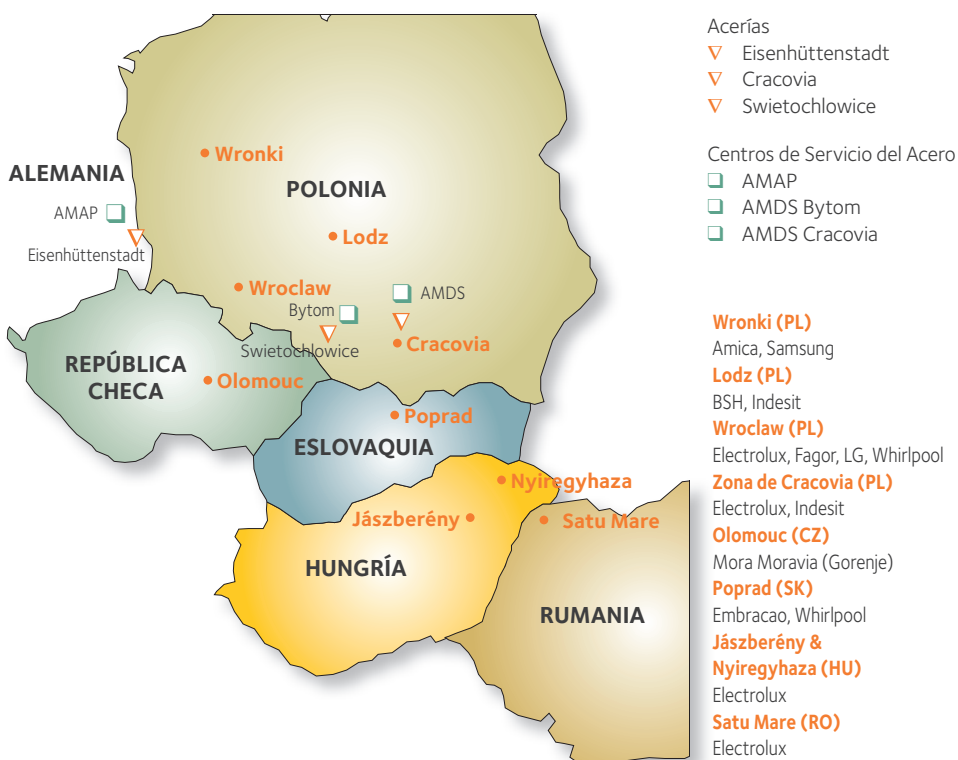 Acerías
Eisenhüttenstadt
Cracovia
Swietochlowice
Centros de Servicio del Acero
AMAP
AMDS Bytom
AMDS Cracovia
Wronki
ALEMANIA
POLONIA
AMAP
Lodz
Eisenhüttenstadt
Wroclaw
AMDS
Bytom
Swietochlowice
Cracovia
REPÚBLICA
CHECA
Olomouc
Poprad
ESLOVAQUIA
Nyiregyhaza
Jászberény
Satu Mare
HUNGRÍA
RUMANIA
Wronki (PL)
Amica, Samsung
Lodz (PL)
BSH, Indesit
Wroclaw (PL)
Electrolux, Fagor, LG, Whirlpool
Zona de Cracovia (PL)
Electrolux, Indesit
Olomouc (CZ)
Mora Moravia (Gorenje)
Poprad (SK)
Embracao, Whirlpool
Jászberény &
Nyiregyhaza (HU)
Electrolux
Satu Mare (RO)
Electrolux